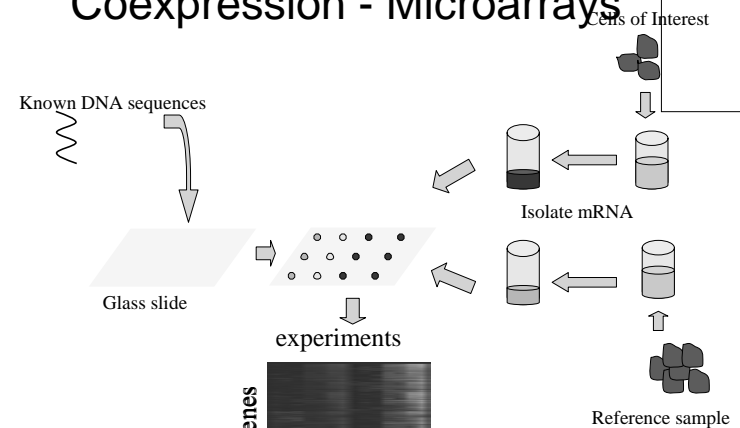 Coexpression - Microarrays
Cells of Interest
Known DNA sequences
Isolate mRNA
Glass slide
experiments
Reference sample